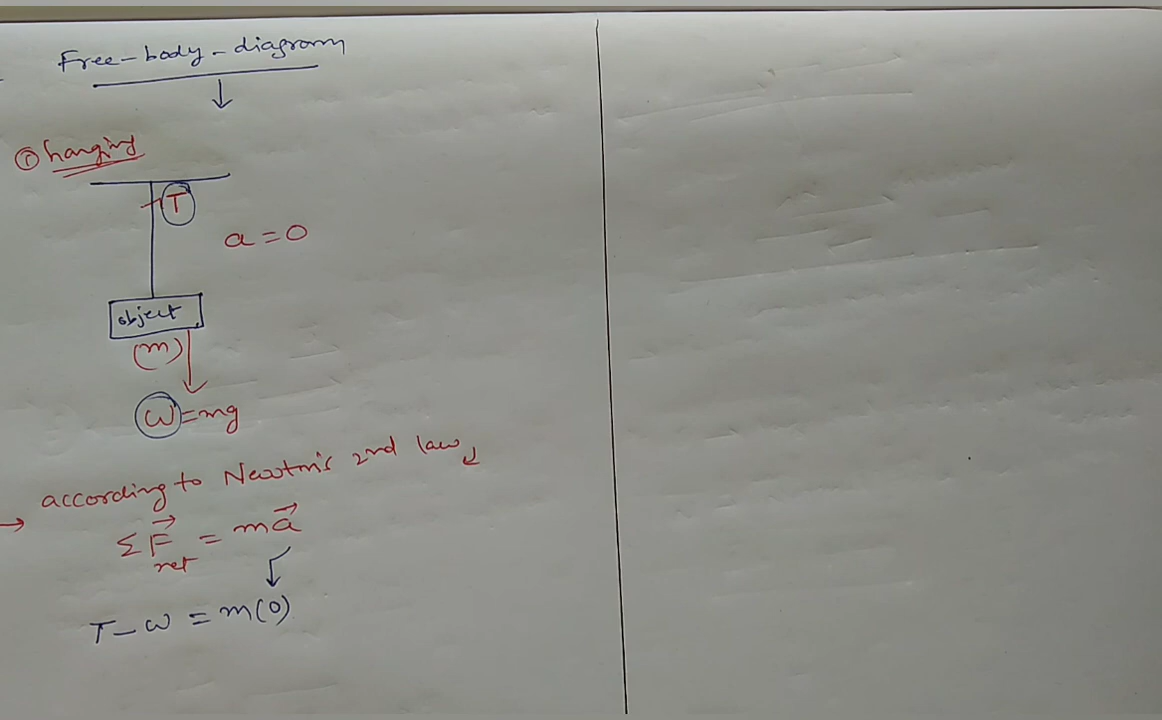 Free-body-diagram
① hanging
T
a = 0
object
(m)
W = mg
→ according to Newton's 2nd law
ΣF⃗ = ma⃗
net
T - W = m(0)